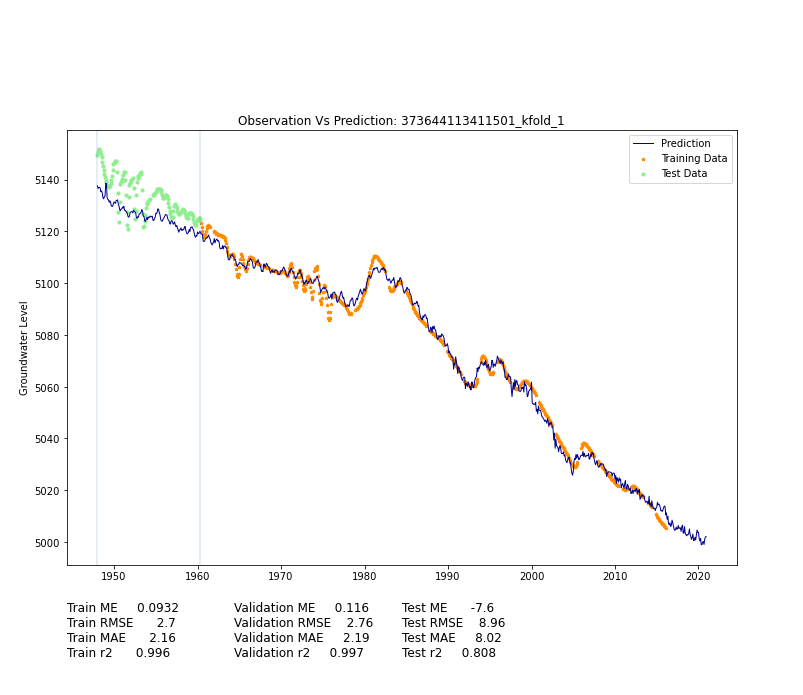 Observation Vs Prediction: 373644113411501_kfold_1
Prediction
Training Data
Test Data
Groundwater Level
5140
5120
5100
5080
5060
5040
5020
5000
1950 1960 1970 1980 1990 2000 2010 2020
Train ME 0.0932 Validation ME 0.116 Test ME -7.6
Train RMSE 2.7 Validation RMSE 2.76 Test RMSE 8.96
Train MAE 2.16 Validation MAE 2.19 Test MAE 8.02
Train r2 0.996 Validation r2 0.997 Test r2 0.808